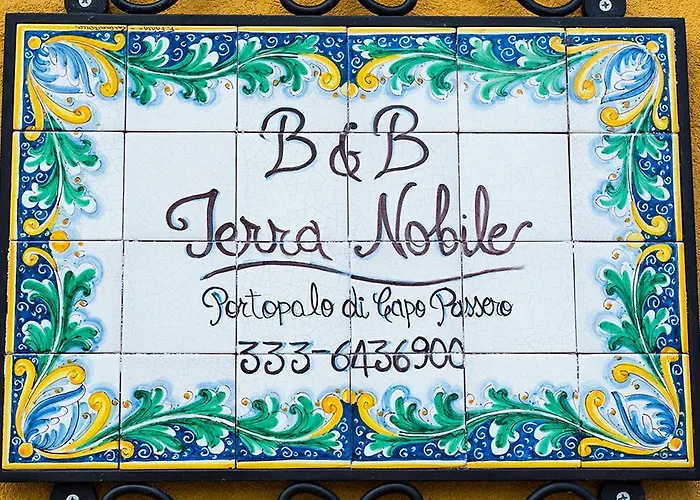 B & B
Terra Nobile
Portopalo di Capo Passero
333-6436900